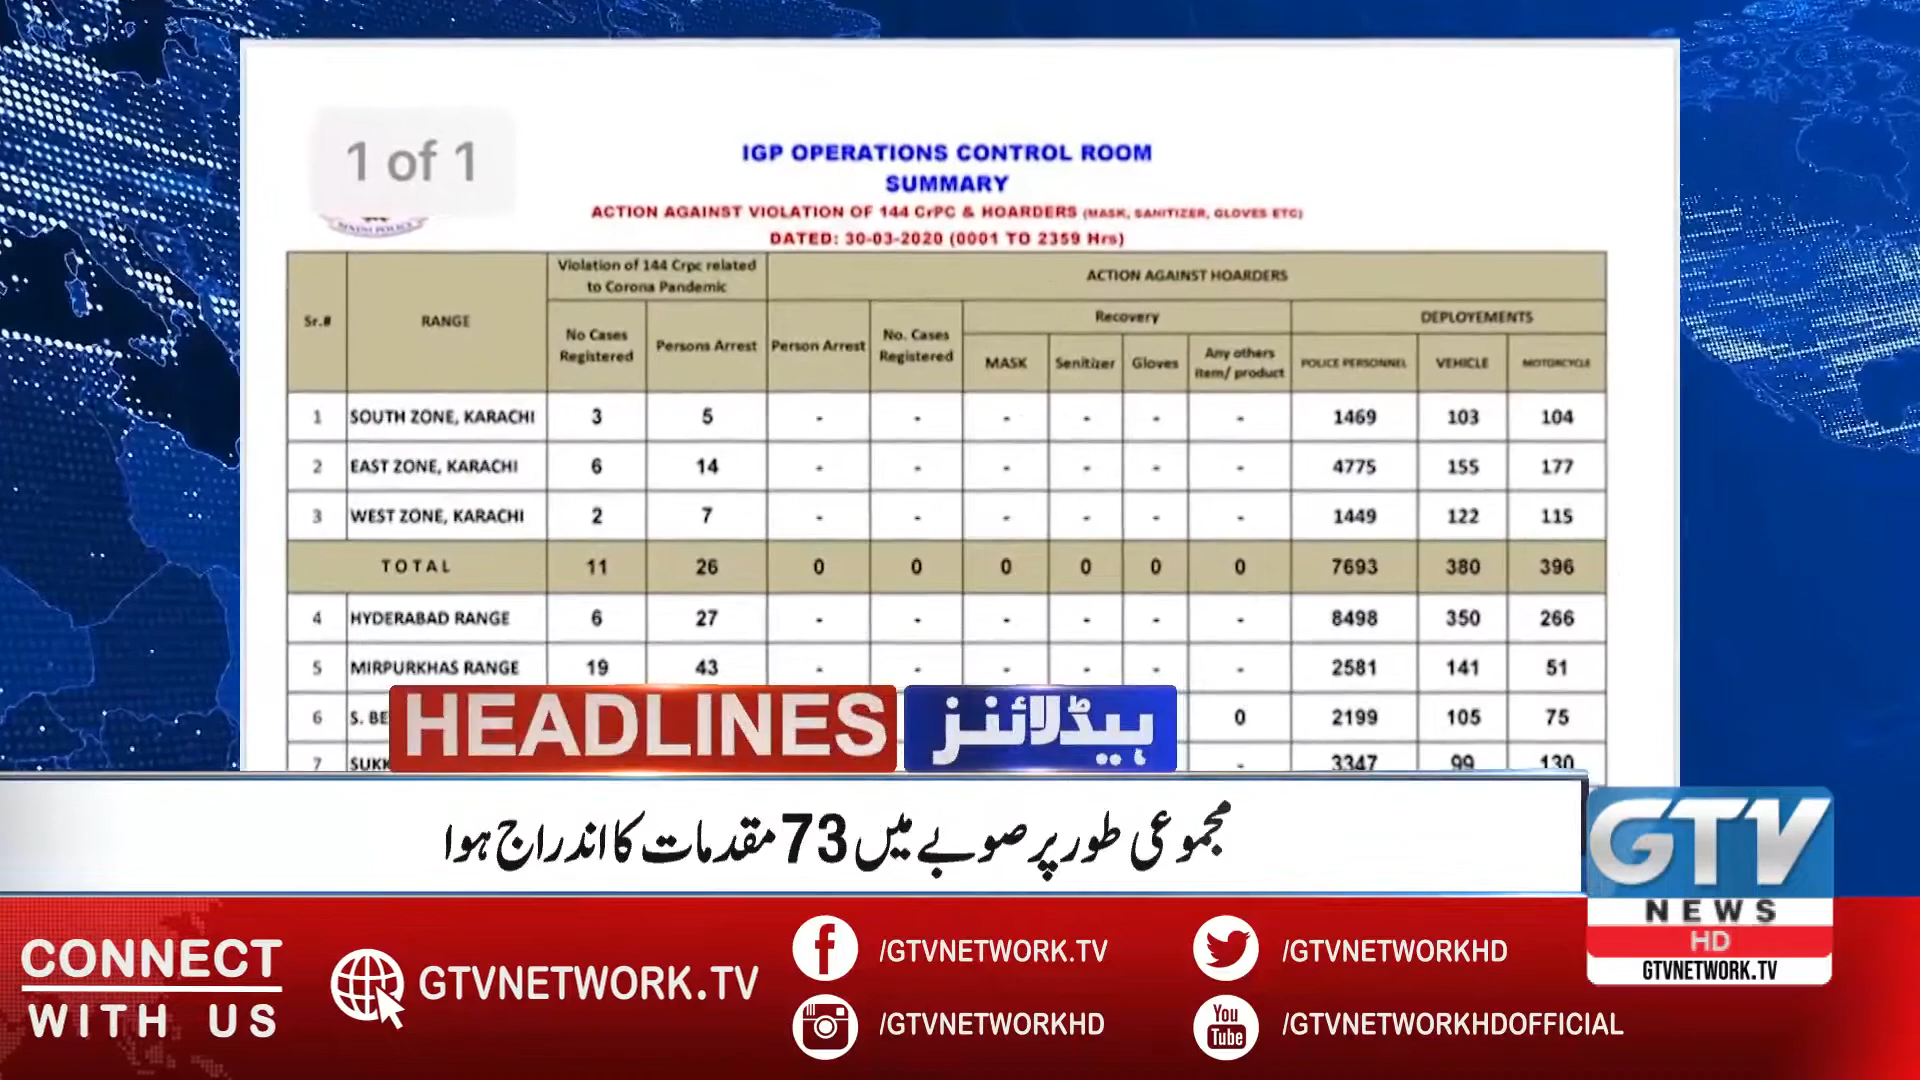 1 of 1
IGP OPERATIONS CONTROL ROOM
SUMMARY
ACTION AGAINST VIOLATION OF 144 CrPC & HOARDERS (MASK, SANITIZER, GLOVES ETC)
DATED: 30-03-2020 (0001 TO 2359 Hrs)
Sr.# RANGE Violation of 144 Crpc related to Corona Pandemic ACTION AGAINST HOARDERS
Recovery DEPLOYEMENTS
No Cases Registered Persons Arrest Person Arrest No. Cases Registered MASK Senitizer Gloves Any others item/ product POLICE PERSONNEL VEHICLE MOTORCYCLE
1 SOUTH ZONE, KARACHI 3 5 - - - - - - 1469 103 104
2 EAST ZONE, KARACHI 6 14 - - - - - - 4775 155 177
3 WEST ZONE, KARACHI 2 7 - - - - - - 1449 122 115
TOTAL 11 26 0 0 0 0 0 0 7693 380 396
4 HYDERABAD RANGE 6 27 - - - - - - 8498 350 266
5 MIRPURKHAS RANGE 19 43 - - - - - - 2581 141 51
6 S. BE 0 2199 105 75
7 SUKK - 3347 99 130
HEADLINES ہیڈلائنز
مجموعی طور پر صوبے میں 73 مقدمات کا اندراج ہوا
GTV
NEWS
HD
GTVNETWORK.TV
CONNECT
WITH US
GTVNETWORK.TV
/GTVNETWORK.TV
/GTVNETWORKHD
/GTVNETWORKHD
You
Tube
/GTVNETWORKHDOFFICIAL